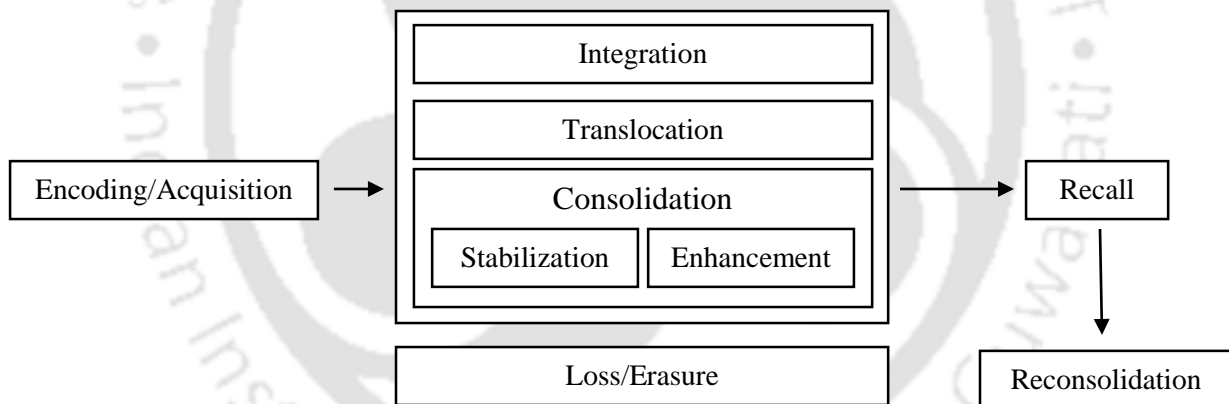 Integration
Translocation
Encoding/Acquisition
Consolidation
Recall
Stabilization
Enhancement
Loss/Erasure
Reconsolidation